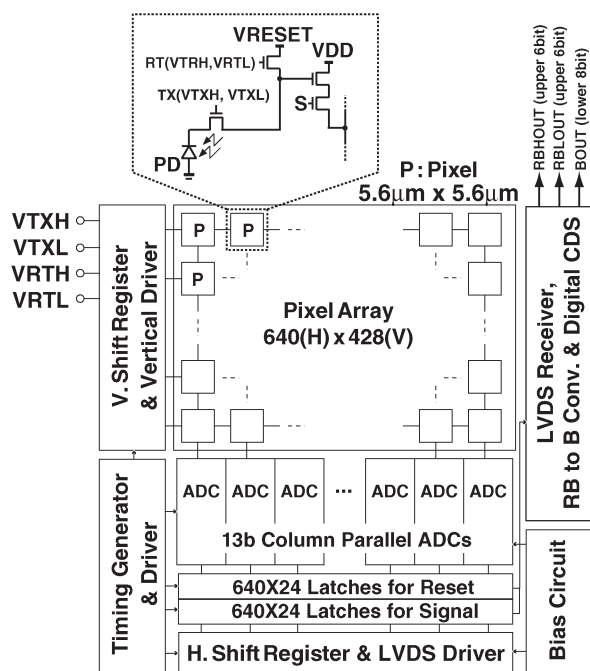 VRESET
VDD
RT(VTRH,VRTL)
TX(VTXH, VTXL)
S
PD
P : Pixel
5.6μm x 5.6μm
RBHOUT (upper 6bit)
RBLOUT (upper 6bit)
BOUT (lower 8bit)
VTXH
VTXL
VRTH
VRTL
V. Shift Register
& Vertical Driver
P
P
P
Pixel Array
640(H) x 428(V)
LVDS Receiver,
RB to B Conv. & Digital CDS
Timing Generator
& Driver
ADC
ADC
ADC
...
ADC
ADC
ADC
13b Column Parallel ADCs
640X24 Latches for Reset
640X24 Latches for Signal
H. Shift Register & LVDS Driver
Bias Circuit